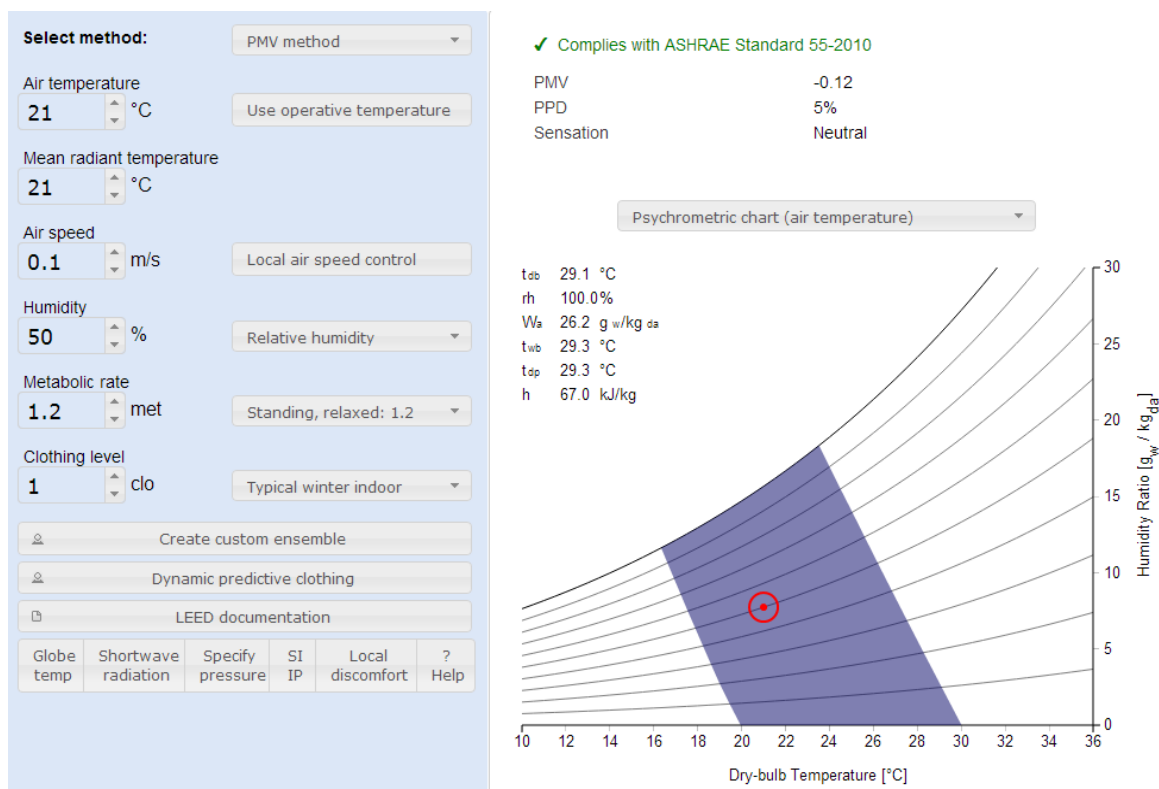 Select method:
PMV method
Air temperature
21 °C
Use operative temperature
Mean radiant temperature
21 °C
Air speed
0.1 m/s
Local air speed control
Humidity
50 %
Relative humidity
Metabolic rate
1.2 met
Standing, relaxed: 1.2
Clothing level
1 clo
Typical winter indoor
Create custom ensemble
Dynamic predictive clothing
LEED documentation
Globe temp
Shortwave radiation
Specify pressure
SI IP
Local discomfort
? Help
✓ Complies with ASHRAE Standard 55-2010
PMV -0.12
PPD 5%
Sensation Neutral
Psychrometric chart (air temperature)
tdb 29.1 °C
rh 100.0%
Wa 26.2 g w/kg da
twb 29.3 °C
tdp 29.3 °C
h 67.0 kJ/kg
30
25
20
15
10
5
0
Humidity Ratio [gw / kgda]
10 12 14 16 18 20 22 24 26 28 30 32 34 36
Dry-bulb Temperature [°C]